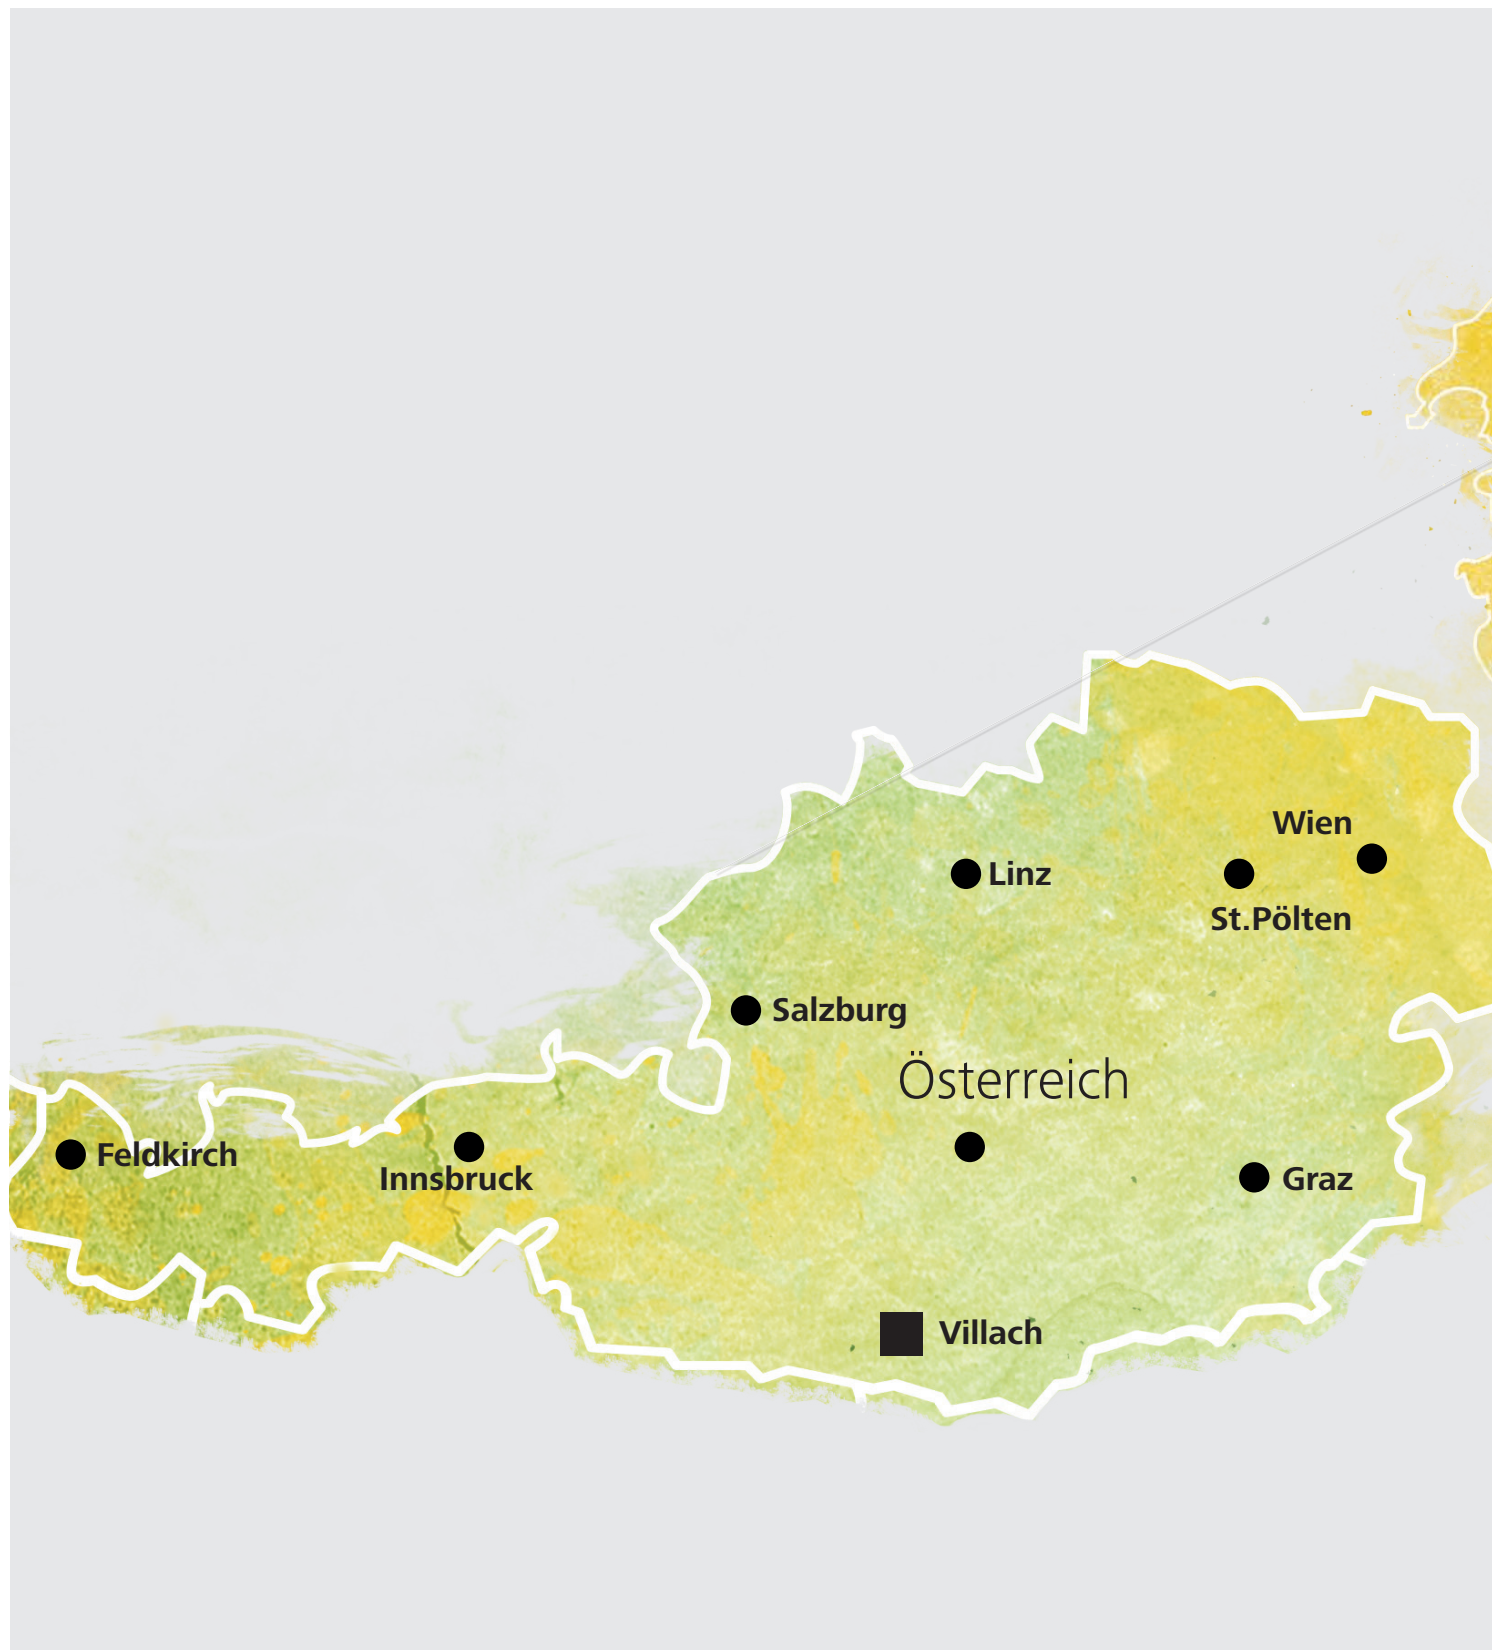 Wien
Linz
St.Pölten
Salzburg
Österreich
Feldkirch
Innsbruck
Graz
Villach